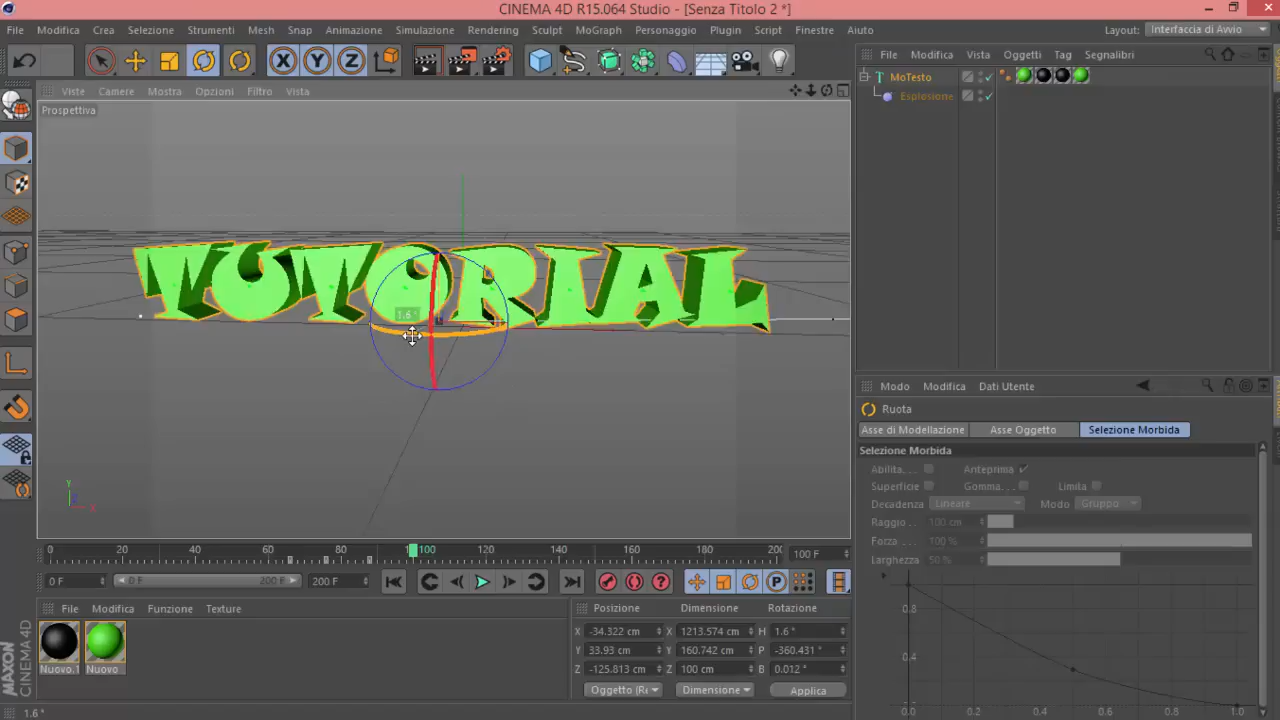 CINEMA 4D R15.064 Studio - [Senza Titolo 2 *]
File Modifica Crea Selezione Strumenti Mesh Snap Animazione Simulazione Rendering Sculpt MoGraph Personaggio Plugin Script Finestre Aiuto Layout: Interfaccia di Avvio
X Y Z
File Modifica Vista Oggetti Tag Segnalibri
Viste Camere Mostra Opzioni Filtro Vista
MoTesto
Esplosione
Prospettiva
TUTORIAL
1.6 °
Y
Z
X
Modo Modifica Dati Utente
Ruota
Asse di Modellazione Asse Oggetto Selezione Morbida
Selezione Morbida
Abilita. . . . Anteprima
Superficie Gomma. . . Limita
Decadenza Lineare Modo Gruppo
Raggio . . 100 cm
Forza. . . 100 %
Larghezza 50 %
0.8
0.4
0.0 0.2 0.4 0.6 0.8 1.0
0 20 40 60 80 100 120 140 160 180 200 100 F
0 F 0 F 200 F 200 F
P
File Modifica Funzione Texture
Nuovo.1 Nuovo
Posizione Dimensione Rotazione
X -34.322 cm X 1213.574 cm H 1.6 °
Y 33.93 cm Y 160.742 cm P -360.431 °
Z -125.813 cm Z 100 cm B 0.012 °
Oggetto (Re Dimensione Applica
MAXON
CINEMA 4D
1.6 °